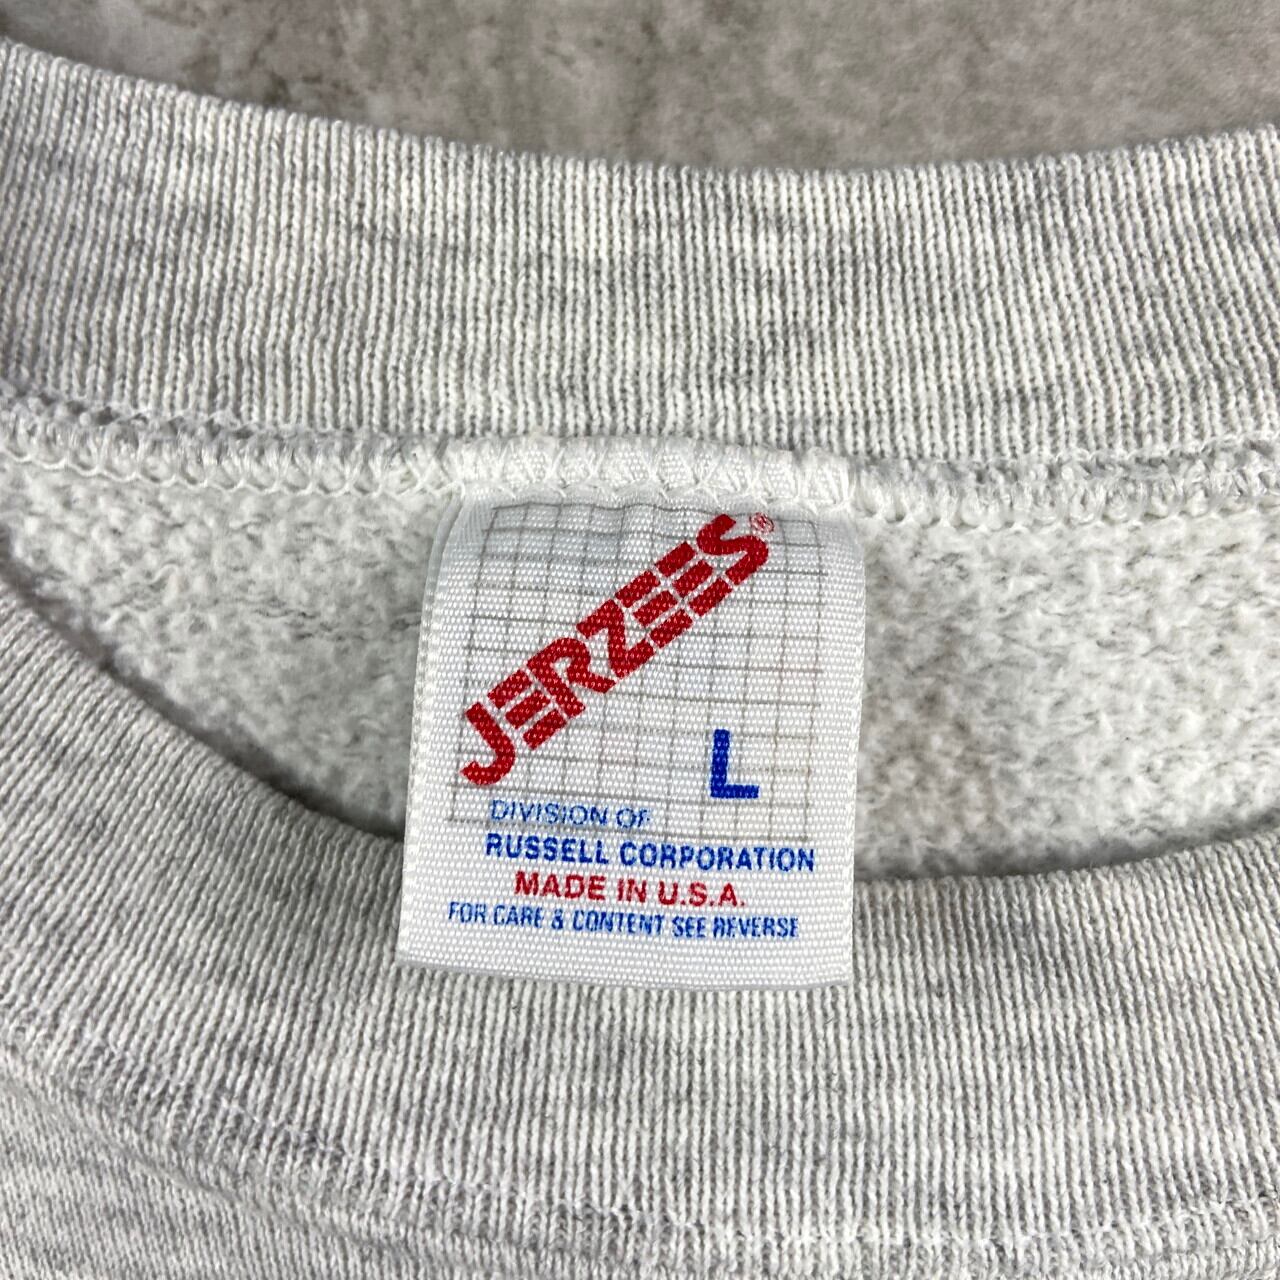 JERZEES®
L
DIVISION OF
RUSSELL CORPORATION
MADE IN U.S.A.
FOR CARE & CONTENT SEE REVERSE